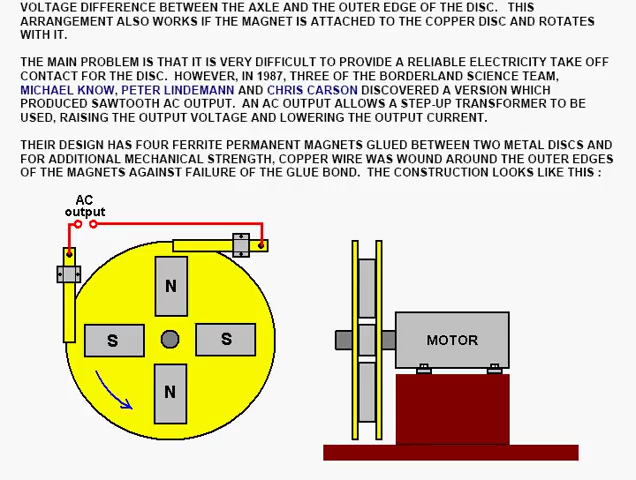 VOLTAGE DIFFERENCE BETWEEN THE AXLE AND THE OUTER EDGE OF THE DISC. THIS
ARRANGEMENT ALSO WORKS IF THE MAGNET IS ATTACHED TO THE COPPER DISC AND ROTATES
WITH IT.
THE MAIN PROBLEM IS THAT IT IS VERY DIFFICULT TO PROVIDE A RELIABLE ELECTRICITY TAKE OFF
CONTACT FOR THE DISC. HOWEVER, IN 1987, THREE OF THE BORDERLAND SCIENCE TEAM,
MICHAEL KNOW, PETER LINDEMANN AND CHRIS CARSON DISCOVERED A VERSION WHICH
PRODUCED SAWTOOTH AC OUTPUT. AN AC OUTPUT ALLOWS A STEP-UP TRANSFORMER TO BE
USED, RAISING THE OUTPUT VOLTAGE AND LOWERING THE OUTPUT CURRENT.
THEIR DESIGN HAS FOUR FERRITE PERMANENT MAGNETS GLUED BETWEEN TWO METAL DISCS AND
FOR ADDITIONAL MECHANICAL STRENGTH, COPPER WIRE WAS WOUND AROUND THE OUTER EDGES
OF THE MAGNETS AGAINST FAILURE OF THE GLUE BOND. THE CONSTRUCTION LOOKS LIKE THIS :
AC
output
N
S
S
N
MOTOR